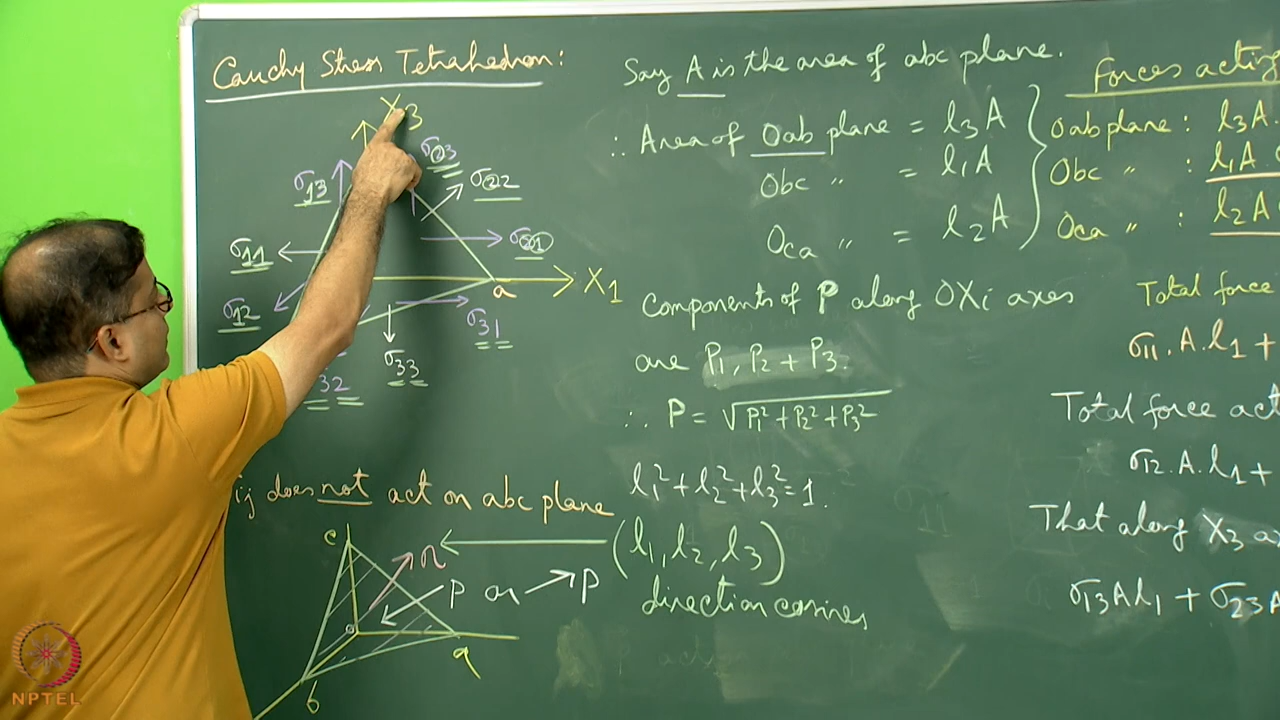 Cauchy Stress Tetrahedron:
X3
σ13
σ23
σ22
σ11
σ21
X1
a
σ12
σ31
σ33
32
ij does not act on abc plane
c
n
P or P
o
a
b
Say A is the area of abc plane.
∴ Area of Oab plane = l3A
Obc " = l1A
Oca " = l2A
Components of P along OXi axes
are P1, P2 + P3.
∴ P = √P1²+P2²+P3²
l1²+l2²+l3²=1.
(l1, l2, l3)
direction cosines
Forces acting
Oab plane : l3A.
Obc " : l1A.
Oca " : l2A
Total force
σ11.A.l1 +
Total force act
σ12.A.l1 +
That along X3 ax
σ13Al1 + σ23A
NPTEL